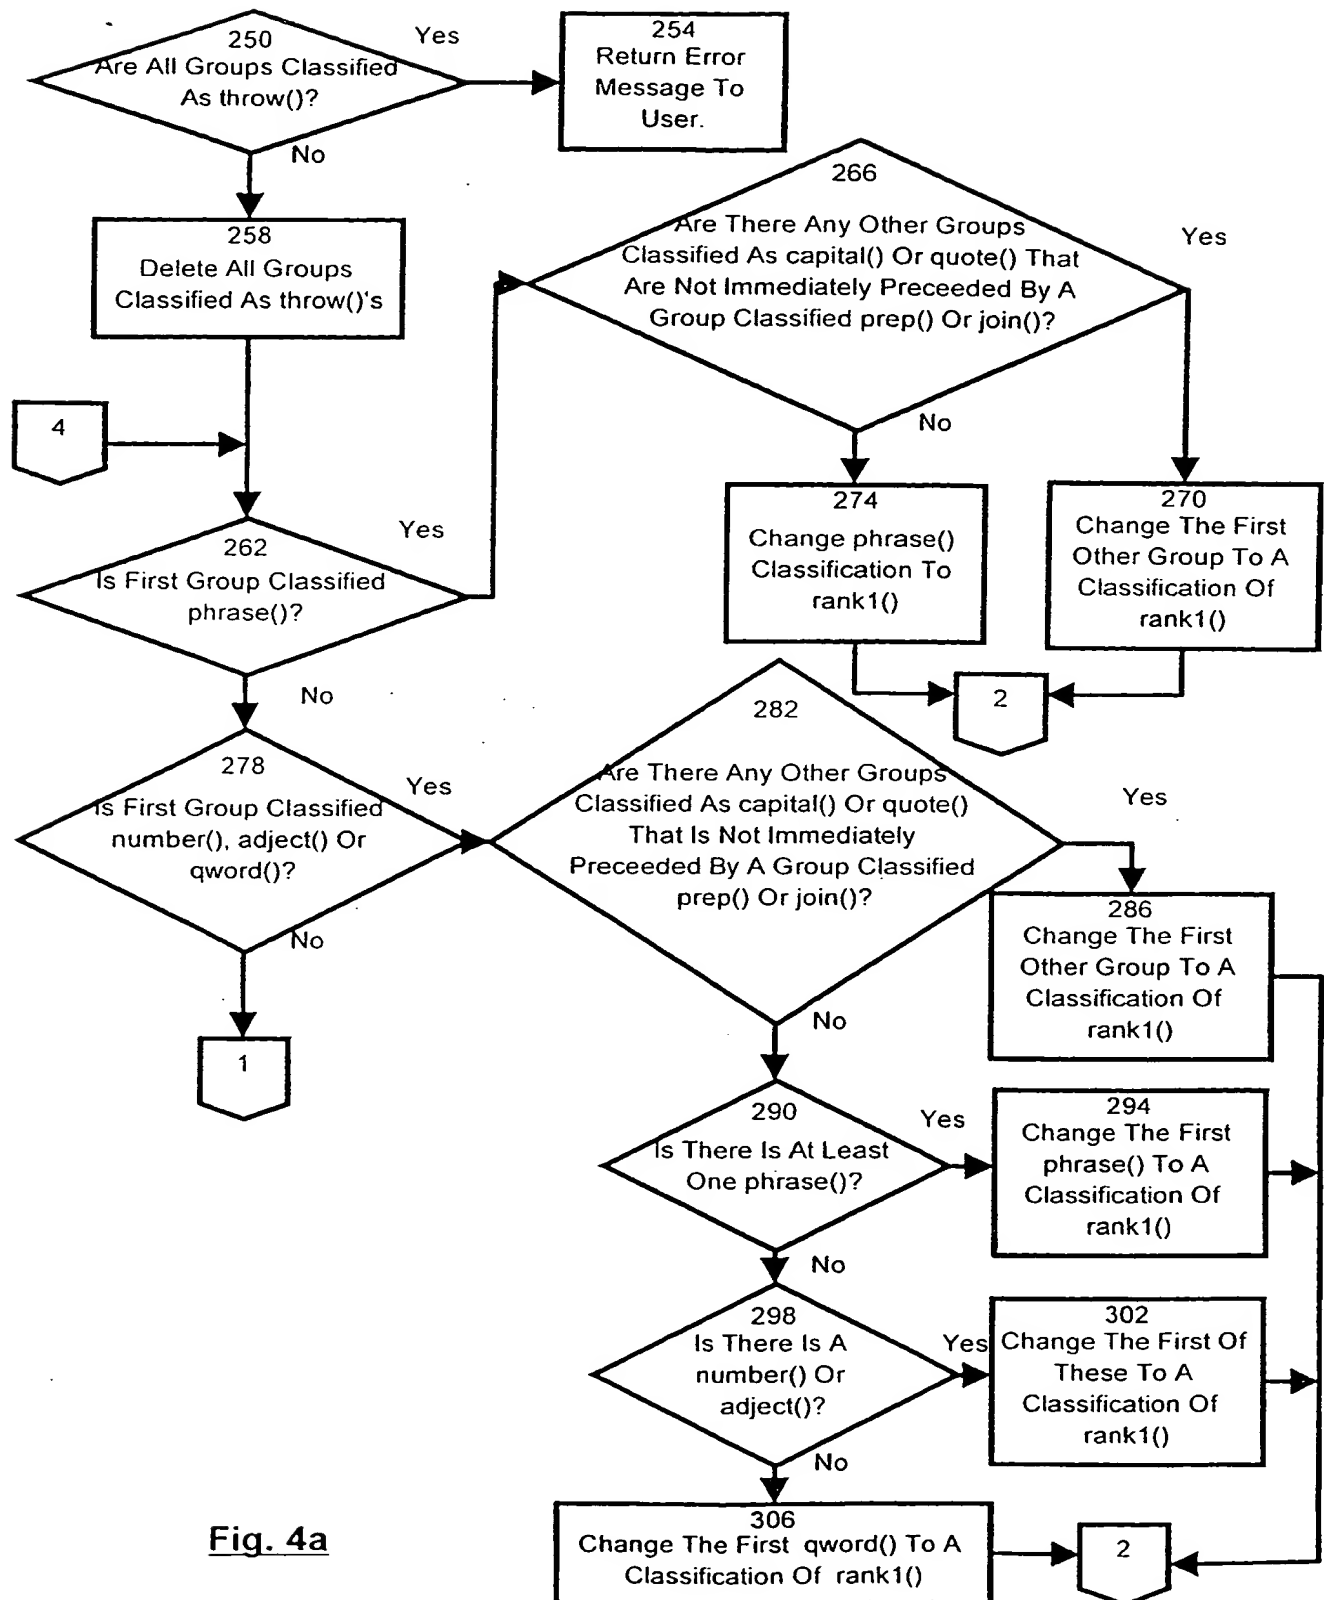 250
Are All Groups Classified
As throw()?
Yes
No
254
Return Error
Message To
User.
258
Delete All Groups
Classified As throw()'s
266
Are There Any Other Groups
Classified As capital() Or quote() That
Are Not Immediately Preceeded By A
Group Classified prep() Or join()?
Yes
No
4
262
Is First Group Classified
phrase()?
Yes
No
274
Change phrase()
Classification To
rank1()
270
Change The First
Other Group To A
Classification Of
rank1()
2
278
Is First Group Classified
number(), adject() Or
qword()?
Yes
No
1
282
Are There Any Other Groups
Classified As capital() Or quote()
That Is Not Immediately
Preceeded By A Group Classified
prep() Or join()?
Yes
No
286
Change The First
Other Group To A
Classification Of
rank1()
290
Is There Is At Least
One phrase()?
Yes
No
294
Change The First
phrase() To A
Classification Of
rank1()
298
Is There Is A
number() Or
adject()?
Yes
No
302
Change The First Of
These To A
Classification Of
rank1()
306
Change The First qword() To A
Classification Of rank1()
2
Fig. 4a